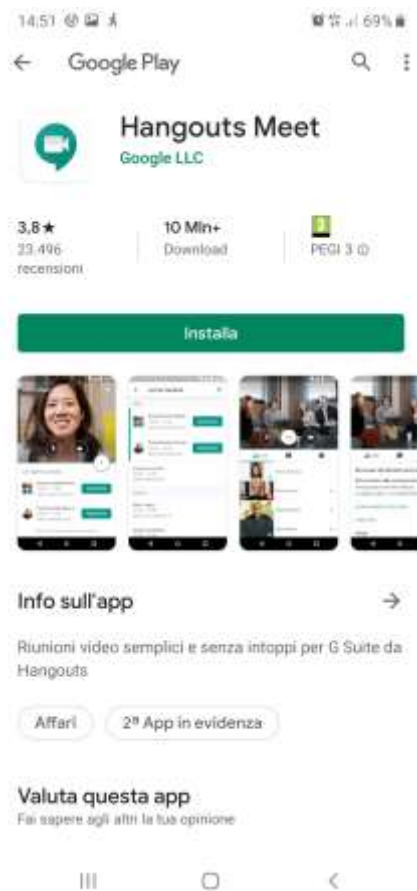 14:51
69%
Google Play
Hangouts Meet
Google LLC
3,8★
23.496
recensioni
10 Mln+
Download
3
PEGI 3
Installa
Info sull'app
Riunioni video semplici e senza intoppi per G Suite da
Hangouts
Affari
2ª App in evidenza
Valuta questa app
Fai sapere agli altri la tua opinione